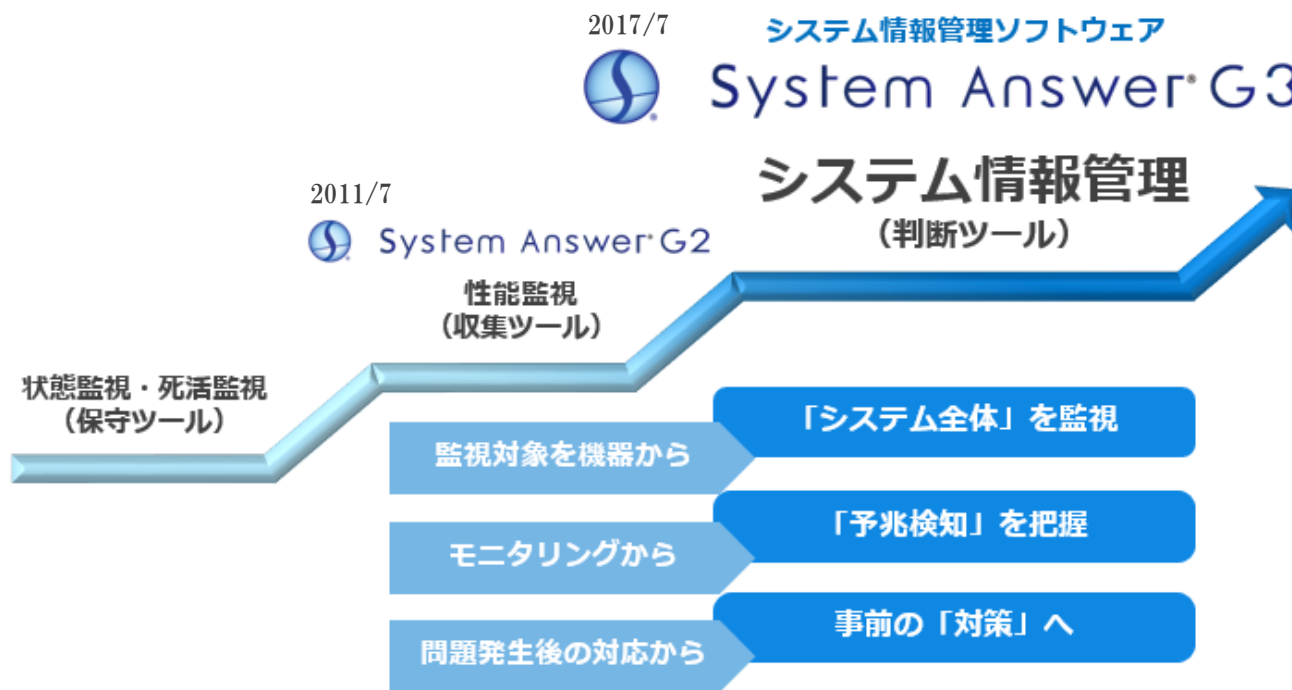 2017/7
システム情報管理ソフトウェア
System Answer® G3
システム情報管理
（判断ツール）
2011/7
System Answer® G2
性能監視
（収集ツール）
状態監視・死活監視
（保守ツール）
監視対象を機器から
「システム全体」を監視
モニタリングから
「予兆検知」を把握
問題発生後の対応から
事前の「対策」へ